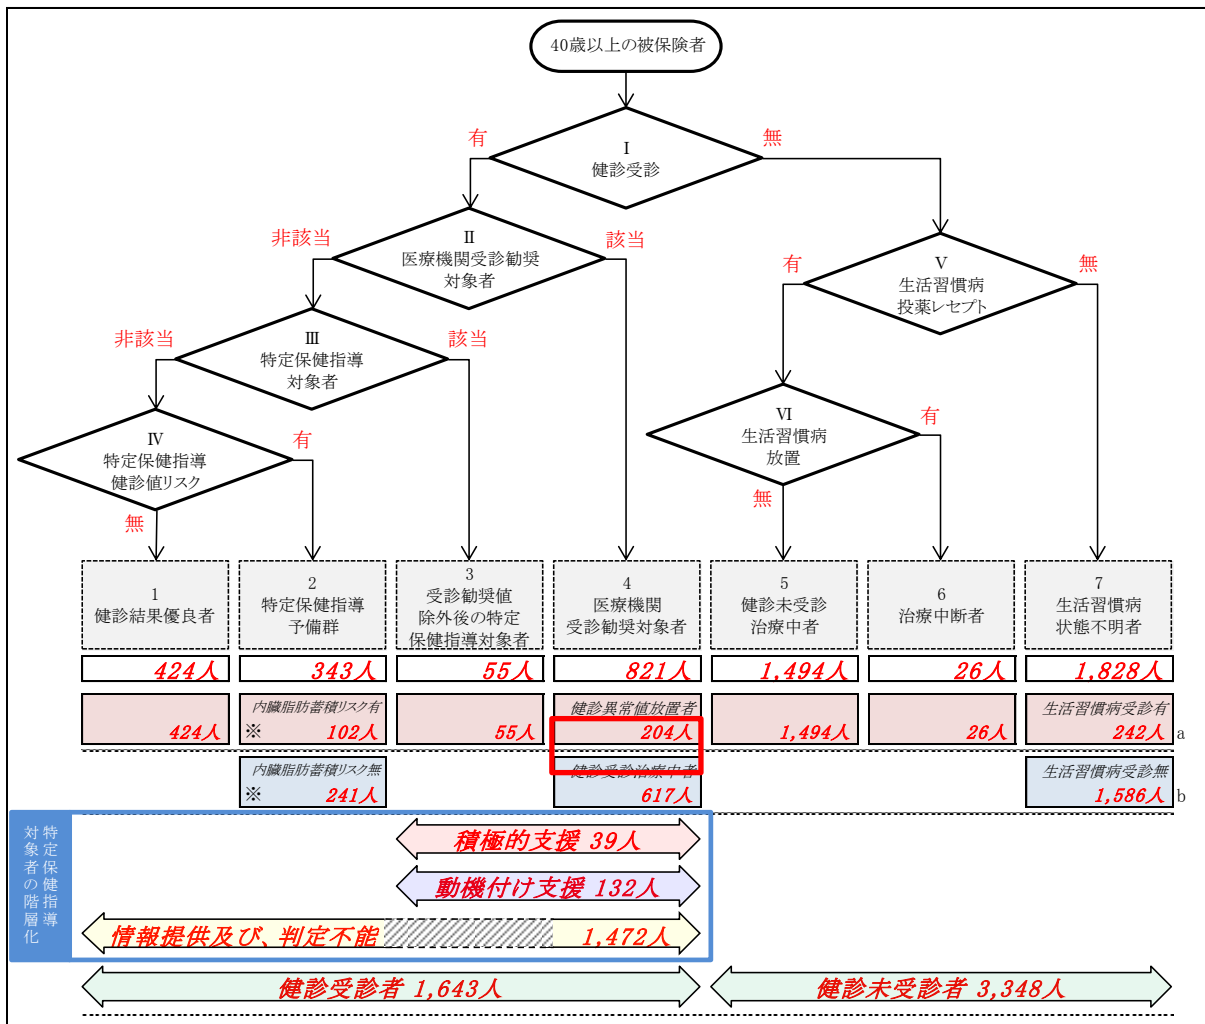 40歳以上の被保険者
有
Ⅰ
健診受診
無
非該当
Ⅱ
医療機関受診勧奨
対象者
該当
有
Ⅴ
生活習慣病
投薬レセプト
無
非該当
Ⅲ
特定保健指導
対象者
該当
Ⅵ
生活習慣病
放置
有
無
Ⅳ
特定保健指導
健診値リスク
有
無
1
健診結果優良者
2
特定保健指導
予備群
3
受診勧奨値
除外後の特定
保健指導対象者
4
医療機関
受診勧奨対象者
5
健診未受診
治療中者
6
治療中断者
7
生活習慣病
状態不明者
424人
343人
55人
821人
1,494人
26人
1,828人
424人
内臓脂肪蓄積リスク有
※ 102人
55人
健診異常値放置者
204人
1,494人
26人
生活習慣病受診有
242人
a
内臓脂肪蓄積リスク無
※ 241人
健診受診治療中者
617人
生活習慣病受診無
1,586人
b
特定保健指導
対象者の階層化
積極的支援 39人
動機付け支援 132人
情報提供及び、判定不能 1,472人
健診受診者 1,643人
健診未受診者 3,348人